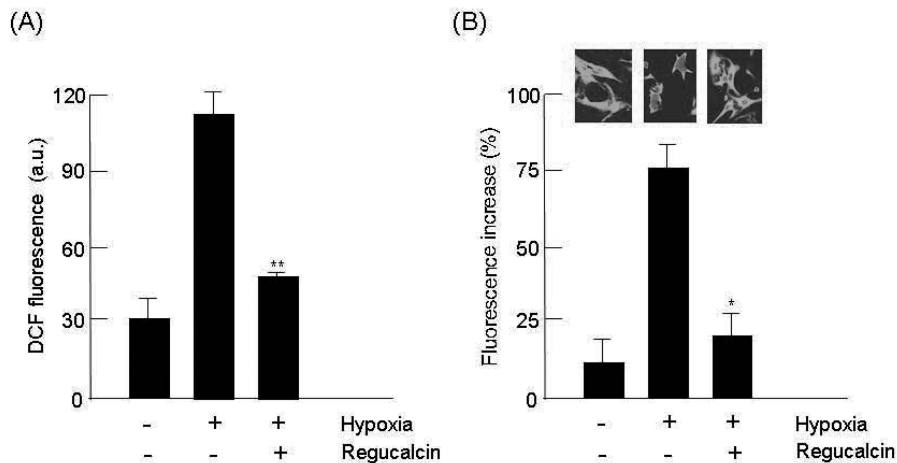 (A)
DCF fluorescence (a.u.)
120
90
60
30
0
**
- + + Hypoxia
- - + Regucalcin
(B)
Fluorescence increase (%)
100
75
50
25
0
*
- + + Hypoxia
- - + Regucalcin